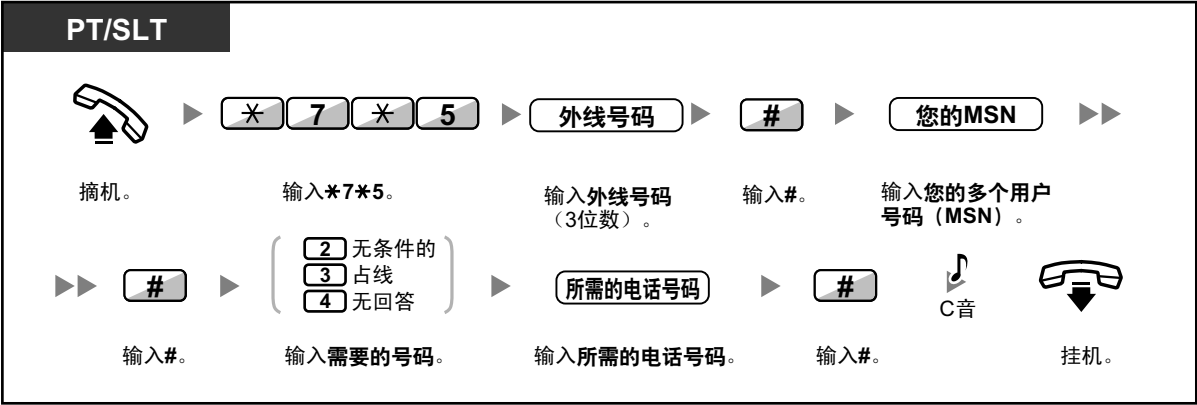 PT/SLT
* 7 * 5 外线号码 # 您的MSN
摘机。 输入*7*5。 输入外线号码 输入#。 输入您的多个用户
（3位数）。 号码（MSN）。
2 无条件的
3 占线
4 无回答
# 所需的电话号码 #
C音
输入#。 输入需要的号码。 输入所需的电话号码。 输入#。 挂机。